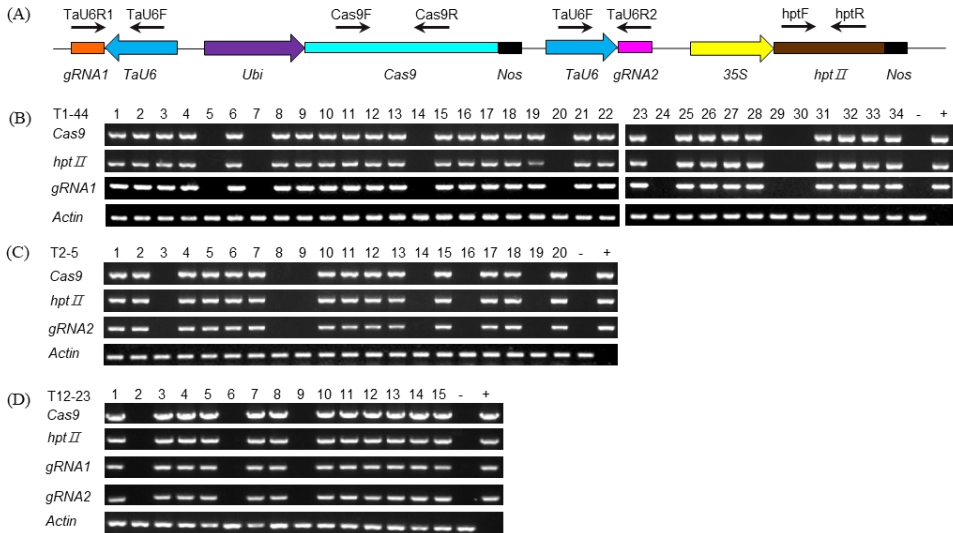 (A)
TaU6R1 TaU6F Cas9F Cas9R TaU6F TaU6R2 hptF hptR
gRNA1 TaU6 Ubi Cas9 Nos TaU6 gRNA2 35S hptⅡ Nos
(B) T1-44 1 2 3 4 5 6 7 8 9 10 11 12 13 14 15 16 17 18 19 20 21 22 23 24 25 26 27 28 29 30 31 32 33 34 - +
Cas9
hptⅡ
gRNA1
Actin
(C) T2-5 1 2 3 4 5 6 7 8 9 10 11 12 13 14 15 16 17 18 19 20 - +
Cas9
hptⅡ
gRNA2
Actin
(D) T12-23 1 2 3 4 5 6 7 8 9 10 11 12 13 14 15 - +
Cas9
hptⅡ
gRNA1
gRNA2
Actin